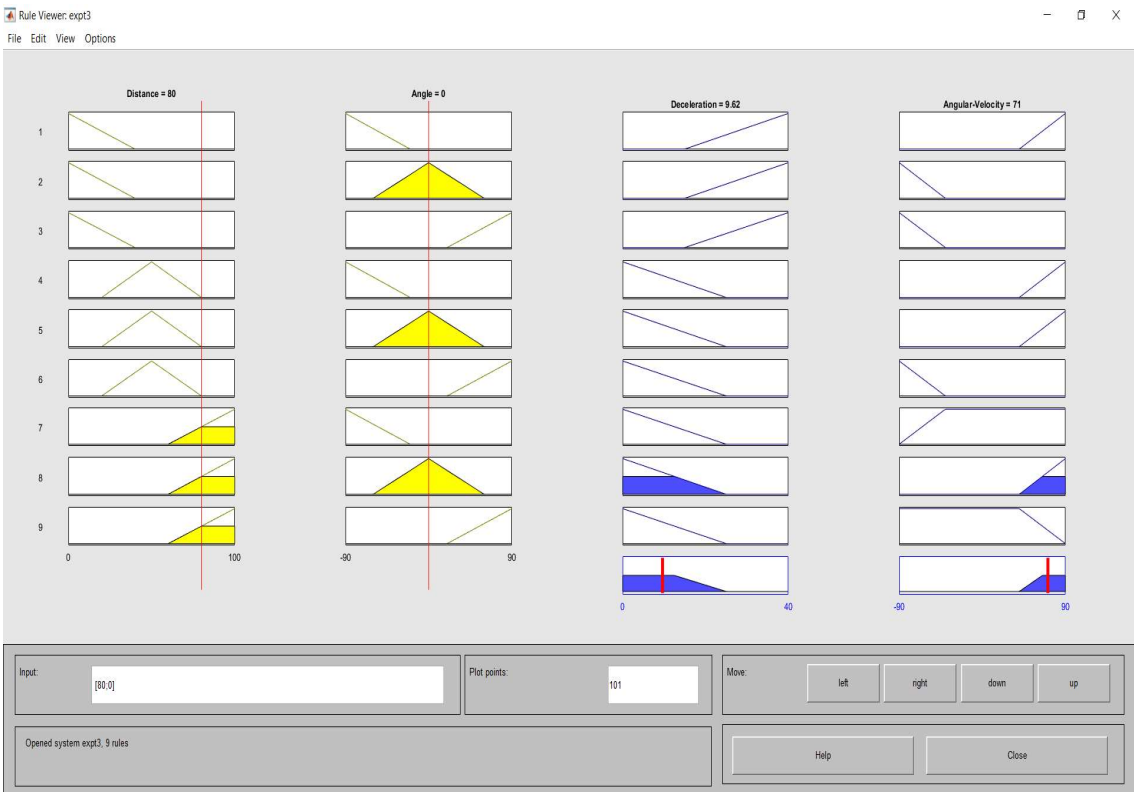 Rule Viewer: expt3
File Edit View Options
Distance = 80
Angle = 0
Deceleration = 9.62
Angular-Velocity = 71
1
2
3
4
5
6
7
8
9
0 100
-90 90
0 40
-90 90
Input:
[80;0]
Plot points:
101
Move:
left
right
down
up
Opened system expt3, 9 rules
Help
Close